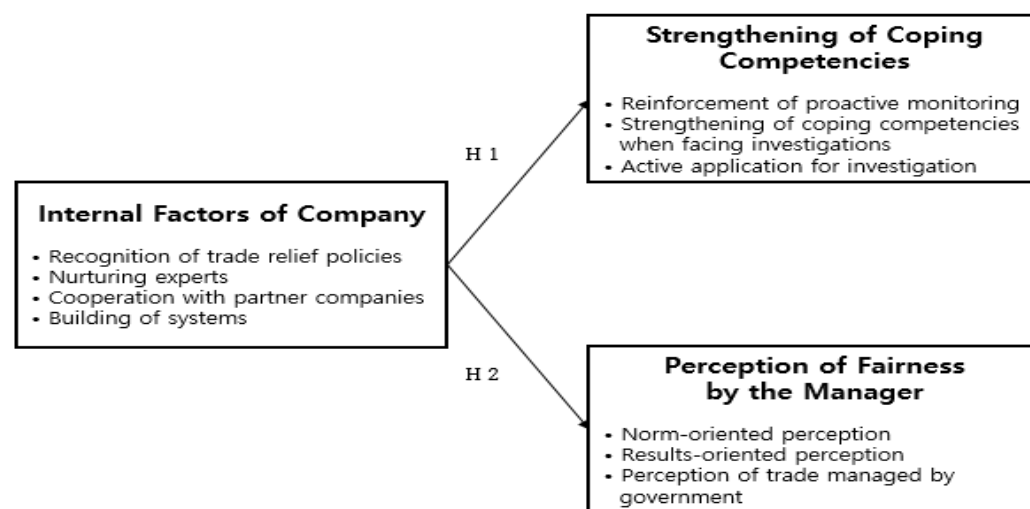 Strengthening of Coping
Competencies
• Reinforcement of proactive monitoring
• Strengthening of coping competencies
when facing investigations
• Active application for investigation
H 1
Internal Factors of Company
• Recognition of trade relief policies
• Nurturing experts
• Cooperation with partner companies
• Building of systems
H 2
Perception of Fairness
by the Manager
• Norm-oriented perception
• Results-oriented perception
• Perception of trade managed by
government